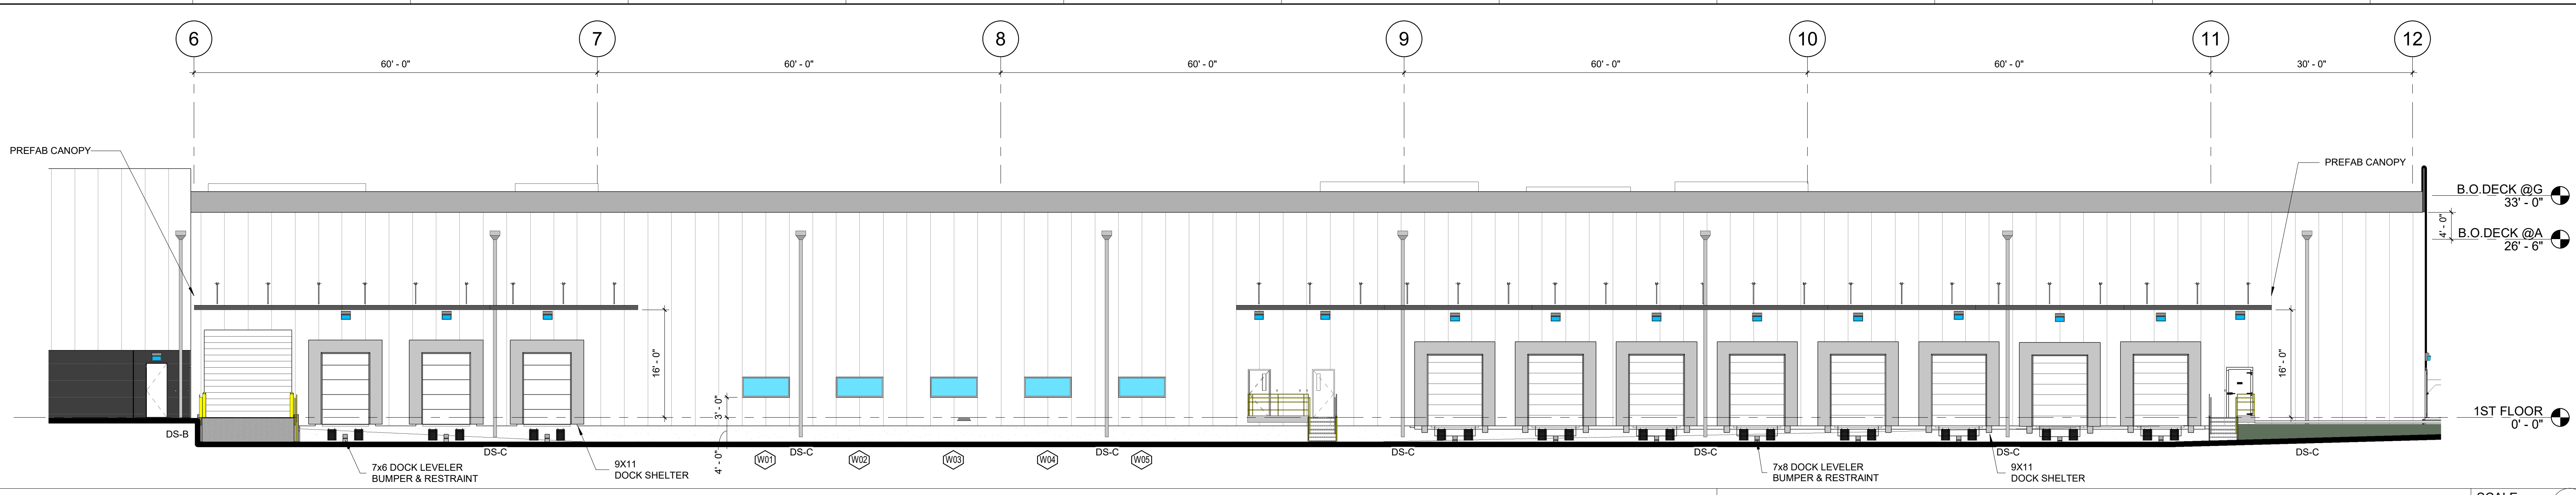 6
7
8
9
10
11
12
60' - 0"
60' - 0"
60' - 0"
60' - 0"
60' - 0"
30' - 0"
PREFAB CANOPY
PREFAB CANOPY
B.O.DECK @G
33' - 0"
4' - 0"
B.O.DECK @A
26' - 6"
16' - 0"
16' - 0"
3' - 0"
1ST FLOOR
0' - 0"
DS-B
DS-C
DS-C
DS-C
DS-C
DS-C
DS-C
DS-C
4' - 0"
W01
W02
W03
W04
W05
7x6 DOCK LEVELER
BUMPER & RESTRAINT
9X11
DOCK SHELTER
7x8 DOCK LEVELER
BUMPER & RESTRAINT
9X11
DOCK SHELTER